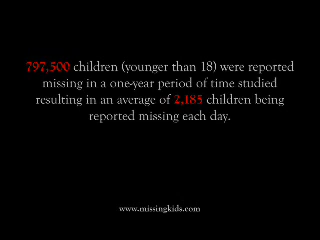 797,500 children (younger than 18) were reported
missing in a one-year period of time studied
resulting in an average of 2,185 children being
reported missing each day.
www.missingkids.com